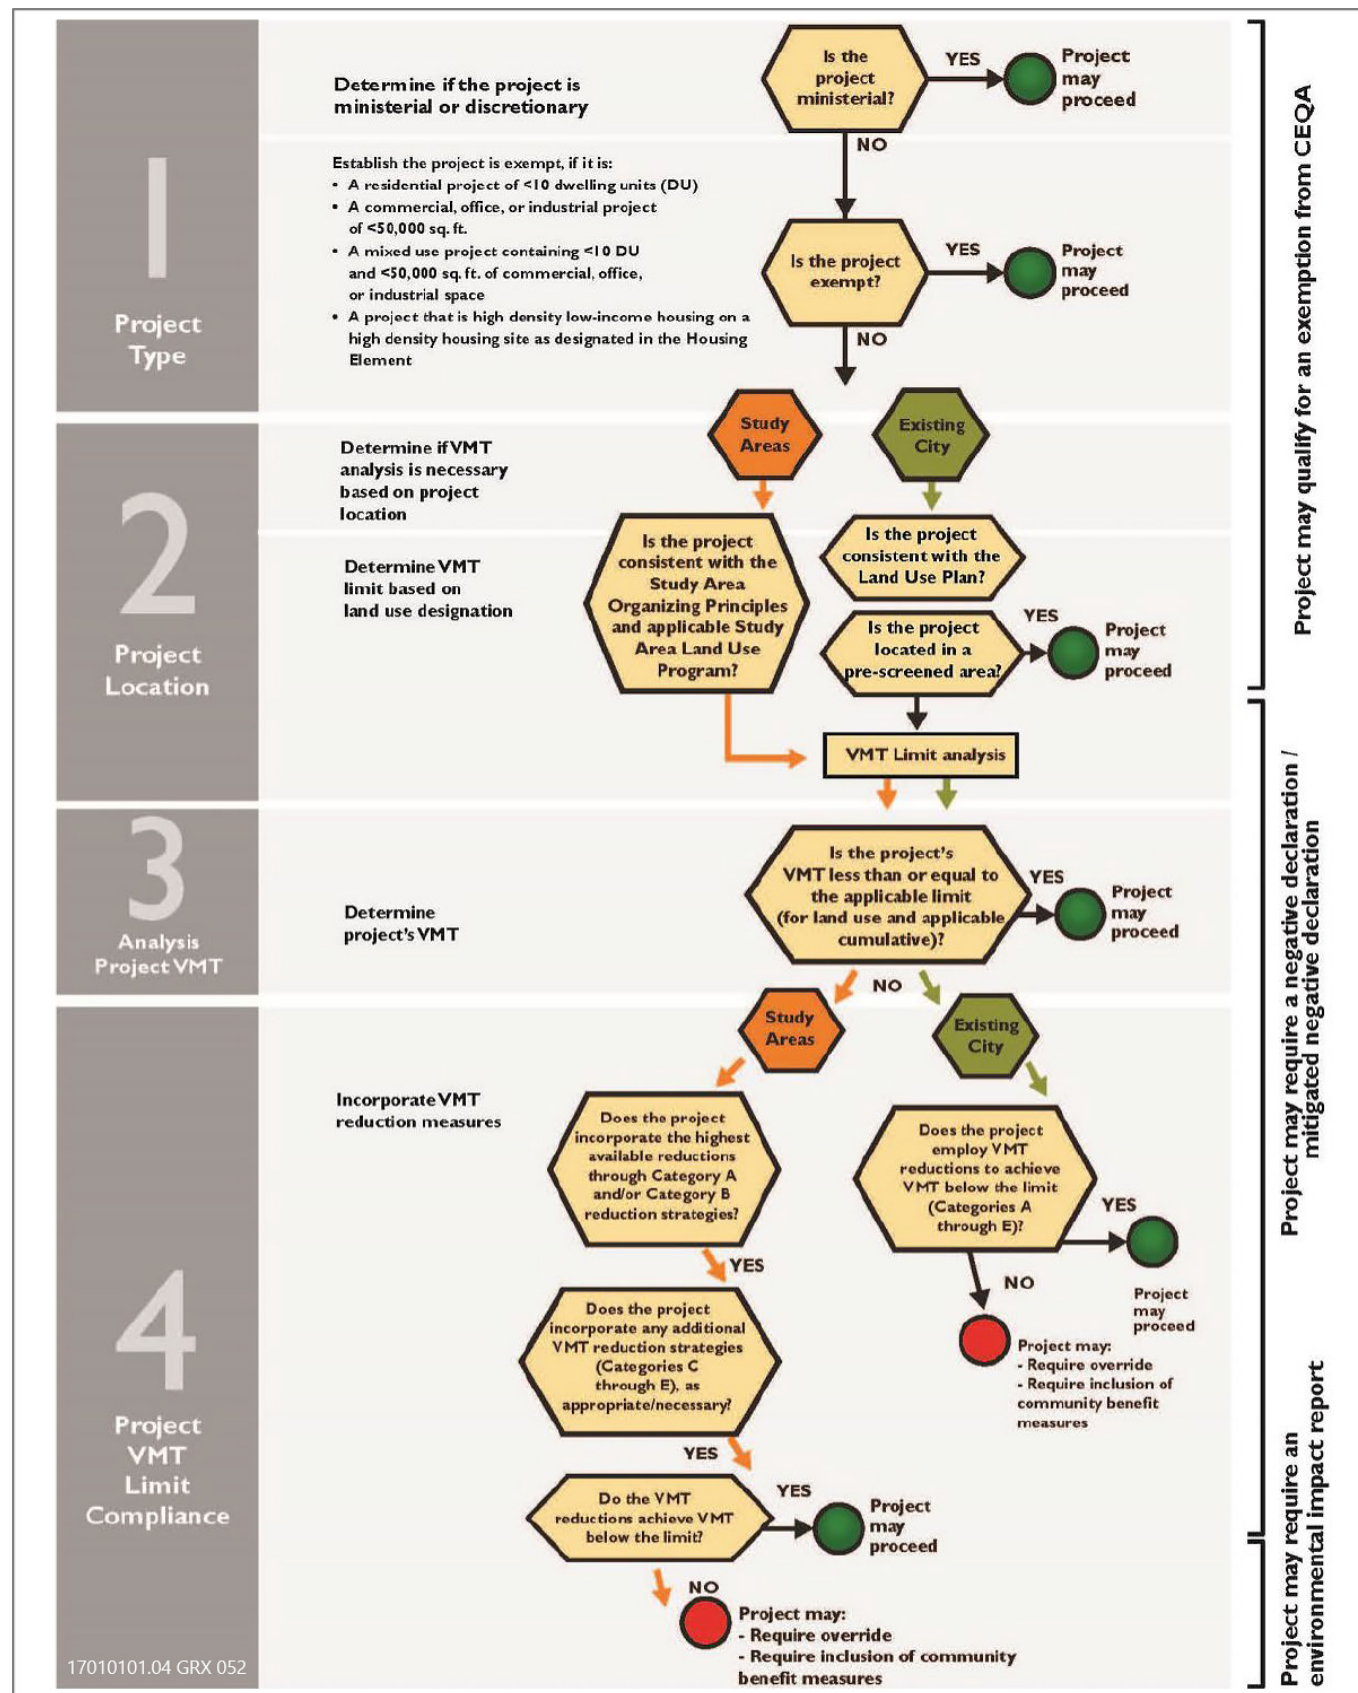 1
Project
Type
Determine if the project is
ministerial or discretionary
Is the
project
ministerial?
YES
Project
may
proceed
NO
Establish the project is exempt, if it is:
• A residential project of <10 dwelling units (DU)
• A commercial, office, or industrial project
of <50,000 sq. ft.
• A mixed use project containing <10 DU
and <50,000 sq. ft. of commercial, office,
or industrial space
• A project that is high density low-income housing on a
high density housing site as designated in the Housing
Element
Is the project
exempt?
YES
Project
may
proceed
NO
2
Project
Location
Study
Areas
Existing
City
Determine if VMT
analysis is necessary
based on project
location
Determine VMT
limit based on
land use designation
Is the project
consistent with the
Study Area
Organizing Principles
and applicable Study
Area Land Use
Program?
Is the project
consistent with the
Land Use Plan?
Is the project
located in a
pre-screened area?
YES
Project
may
proceed
VMT Limit analysis
3
Analysis
Project VMT
Determine
project's VMT
Is the project's
VMT less than or equal to
the applicable limit
(for land use and applicable
cumulative)?
YES
Project
may
proceed
NO
4
Project
VMT
Limit
Compliance
Study
Areas
Existing
City
Incorporate VMT
reduction measures
Does the project
incorporate the highest
available reductions
through Category A
and/or Category B
reduction strategies?
YES
Does the project
employ VMT
reductions to achieve
VMT below the limit
(Categories A
through E)?
YES
Project
may
proceed
NO
Project may:
- Require override
- Require inclusion of
community benefit
measures
Does the project
incorporate any additional
VMT reduction strategies
(Categories C
through E), as
appropriate/necessary?
YES
Do the VMT
reductions achieve VMT
below the limit?
YES
Project
may
proceed
NO
Project may:
- Require override
- Require inclusion of community
benefit measures
17010101.04 GRX 052
Project may qualify for an exemption from CEQA
Project may require a negative declaration /
mitigated negative declaration
Project may require an
environmental impact report